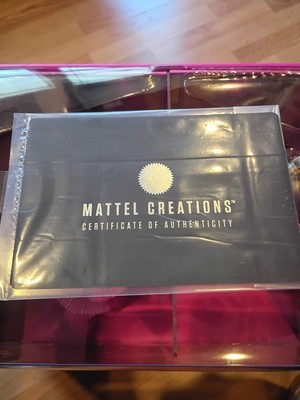 MATTEL CREATIONS™
CERTIFICATE OF AUTHENTICITY